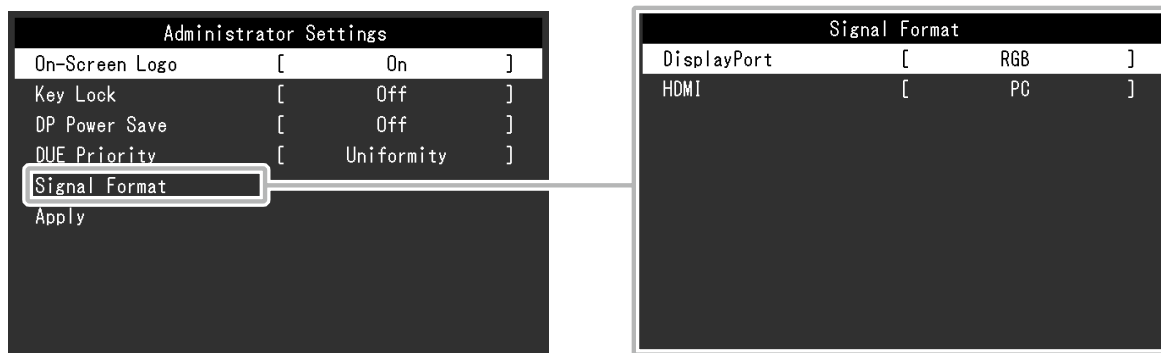 Administrator Settings
On-Screen Logo [ On ]
Key Lock [ Off ]
DP Power Save [ Off ]
DUE Priority [ Uniformity ]
Signal Format
Apply
Signal Format
DisplayPort [ RGB ]
HDMI [ PC ]